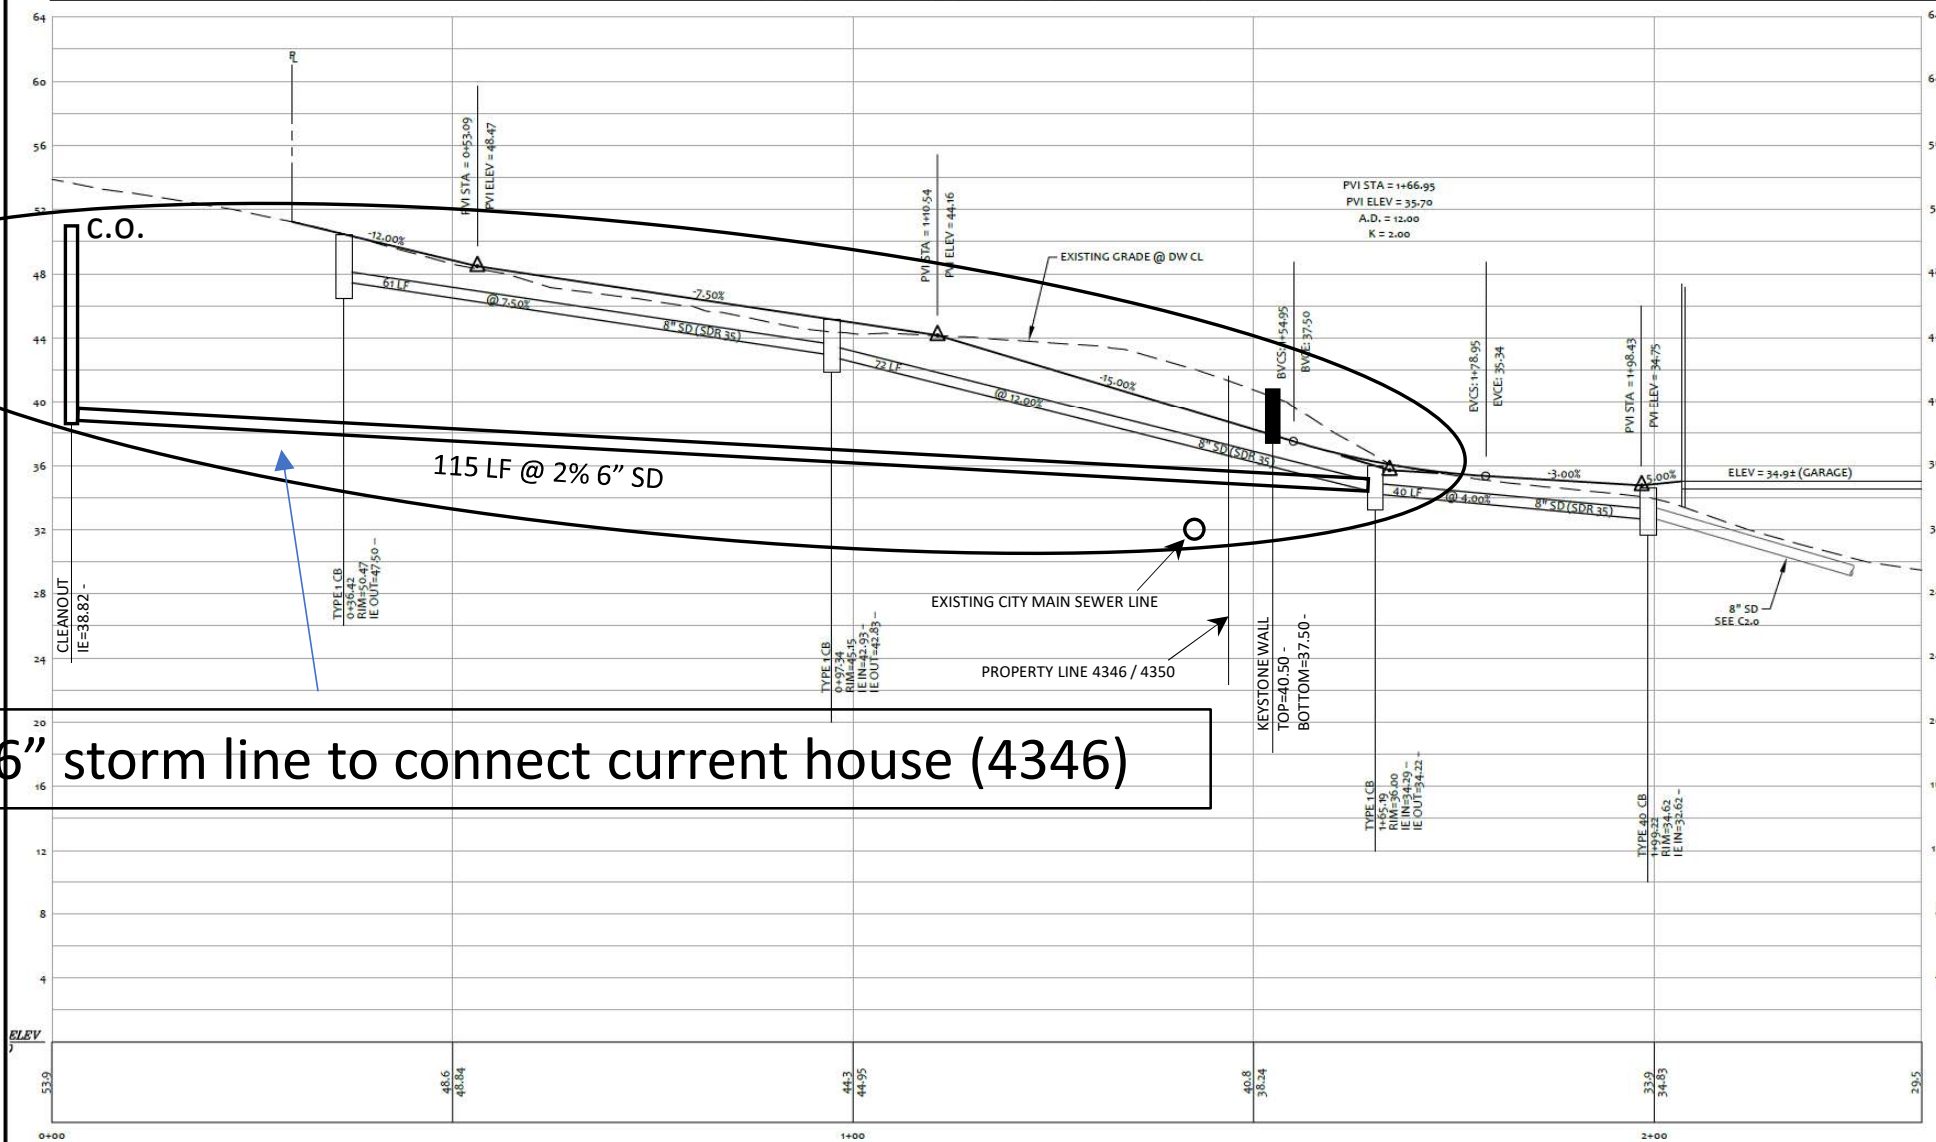 64
60
56
52
48
44
40
36
32
28
24
20
16
12
8
4
ELEV
PL
C.O.
-12.00%
PVI STA = 0+53.09
PVI ELEV = 48.47
61 LF @ 7.50% 8" SD (SDR 35)
-7.50%
PVI STA = 1+10.54
PVI ELEV = 44.16
EXISTING GRADE @ DW CL
72 LF @ 12.00% 8" SD (SDR 35)
-15.00%
BVCS: 1+54.95
BVCE: 37.50
PVI STA = 1+66.95
PVI ELEV = 35.70
A.D. = 12.00
K = 2.00
EVCS: 1+78.95
EVCE: 35.34
PVI STA = 1+98.43
PVI ELEV = 34.75
-3.00%
5.00%
ELEV = 34.9± (GARAGE)
40 LF @ 4.00% 8" SD (SDR 35)
115 LF @ 2% 6” SD
8" SD
SEE C2.0
CLEANOUT
IE=38.82 -
TYPE 1 CB
0+36.42
RIM=50.47
IE OUT=47.50
TYPE 1 CB
0+97.34
RIM=45.15
IE IN=42.93
IE OUT=42.83
EXISTING CITY MAIN SEWER LINE
PROPERTY LINE 4346 / 4350
KEYSTONE WALL
TOP=40.50 -
BOTTOM=37.50 -
TYPE 1 CB
1+65.19
RIM=36.00
IE IN=34.29
IE OUT=34.22
TYPE 40 CB
1+99.22
RIM=34.62
IE IN=32.62
6” storm line to connect current house (4346)
53.9
48.6
48.84
44.3
44.95
40.8
38.24
33.9
34.83
29.5
0+00
1+00
2+00